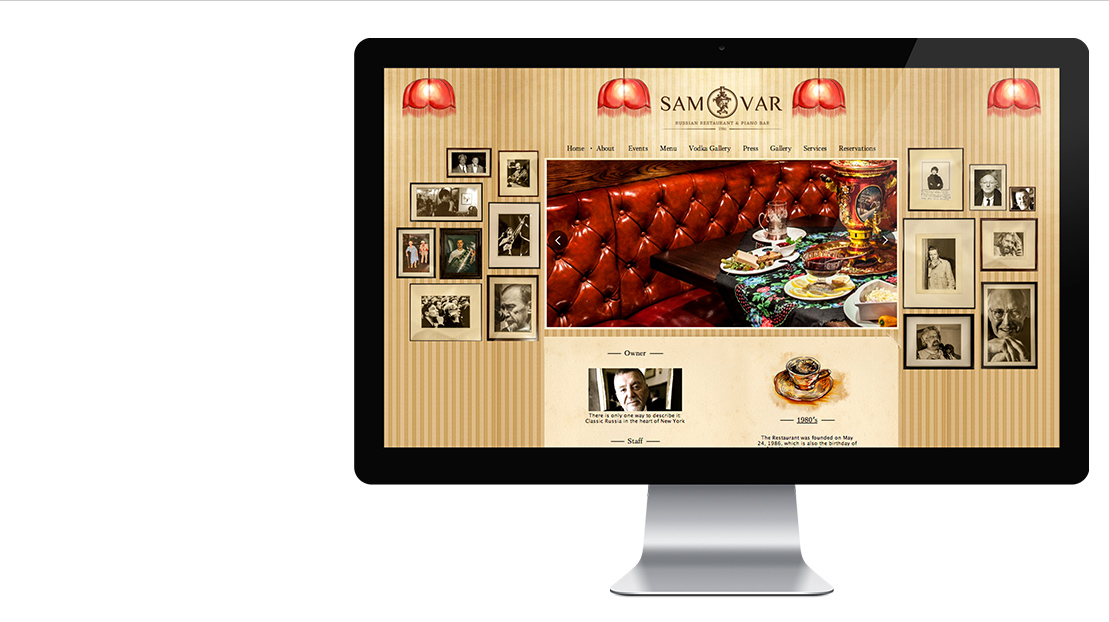 SAMOVAR
RUSSIAN RESTAURANT & PIANO BAR
1986
Home • About Events Menu Vodka Gallery Press Gallery Services Reservations
Owner
There is only one way to describe it
Classic Russia in the heart of New York
Staff
1980's
The Restaurant was founded on May
24, 1986, which is also the birthday of